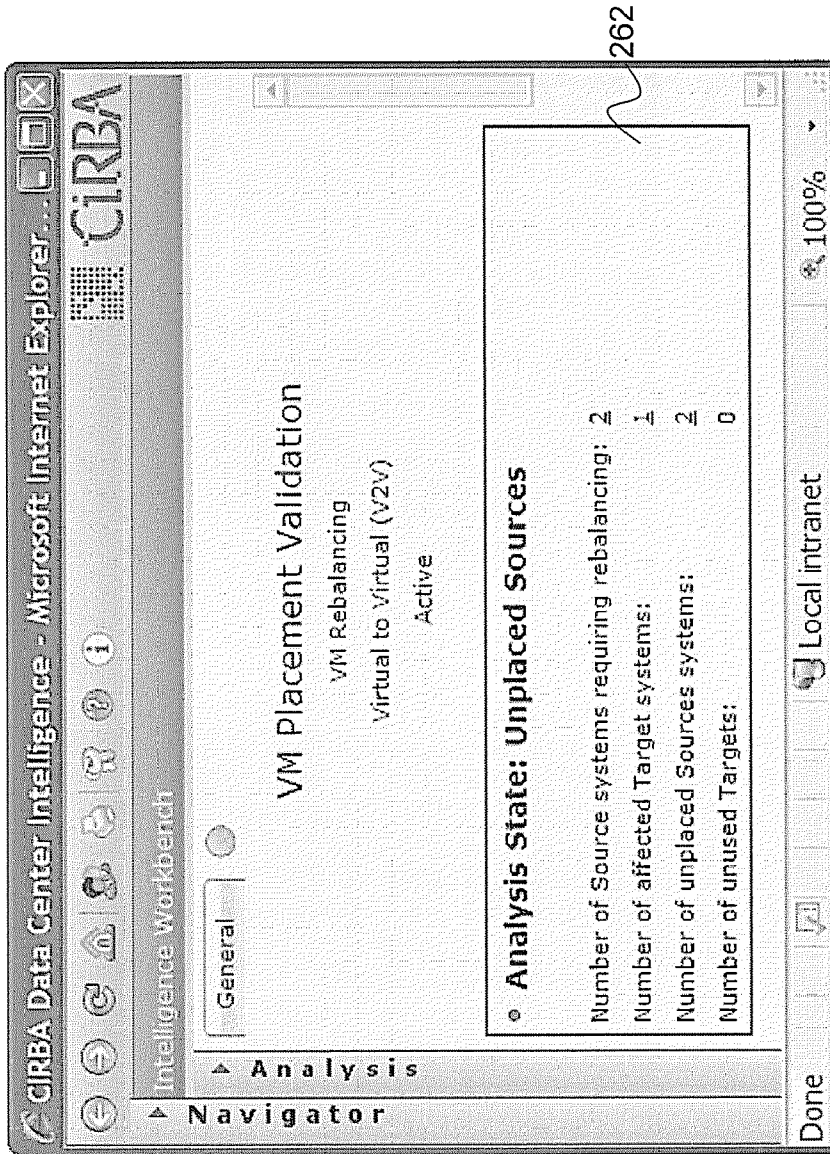 CiRBA Data Center Intelligence - Microsoft Internet Explorer...
CiRBA
Intelligence Workbench
Navigator
Analysis
General
VM Placement Validation
VM Rebalancing
Virtual to Virtual (V2V)
Active
Analysis State: Unplaced Sources
Number of Source systems requiring rebalancing: 2
Number of affected Target systems: 1
Number of unplaced Sources systems: 2
Number of unused Targets: 0
262
Done
Local intranet
100%